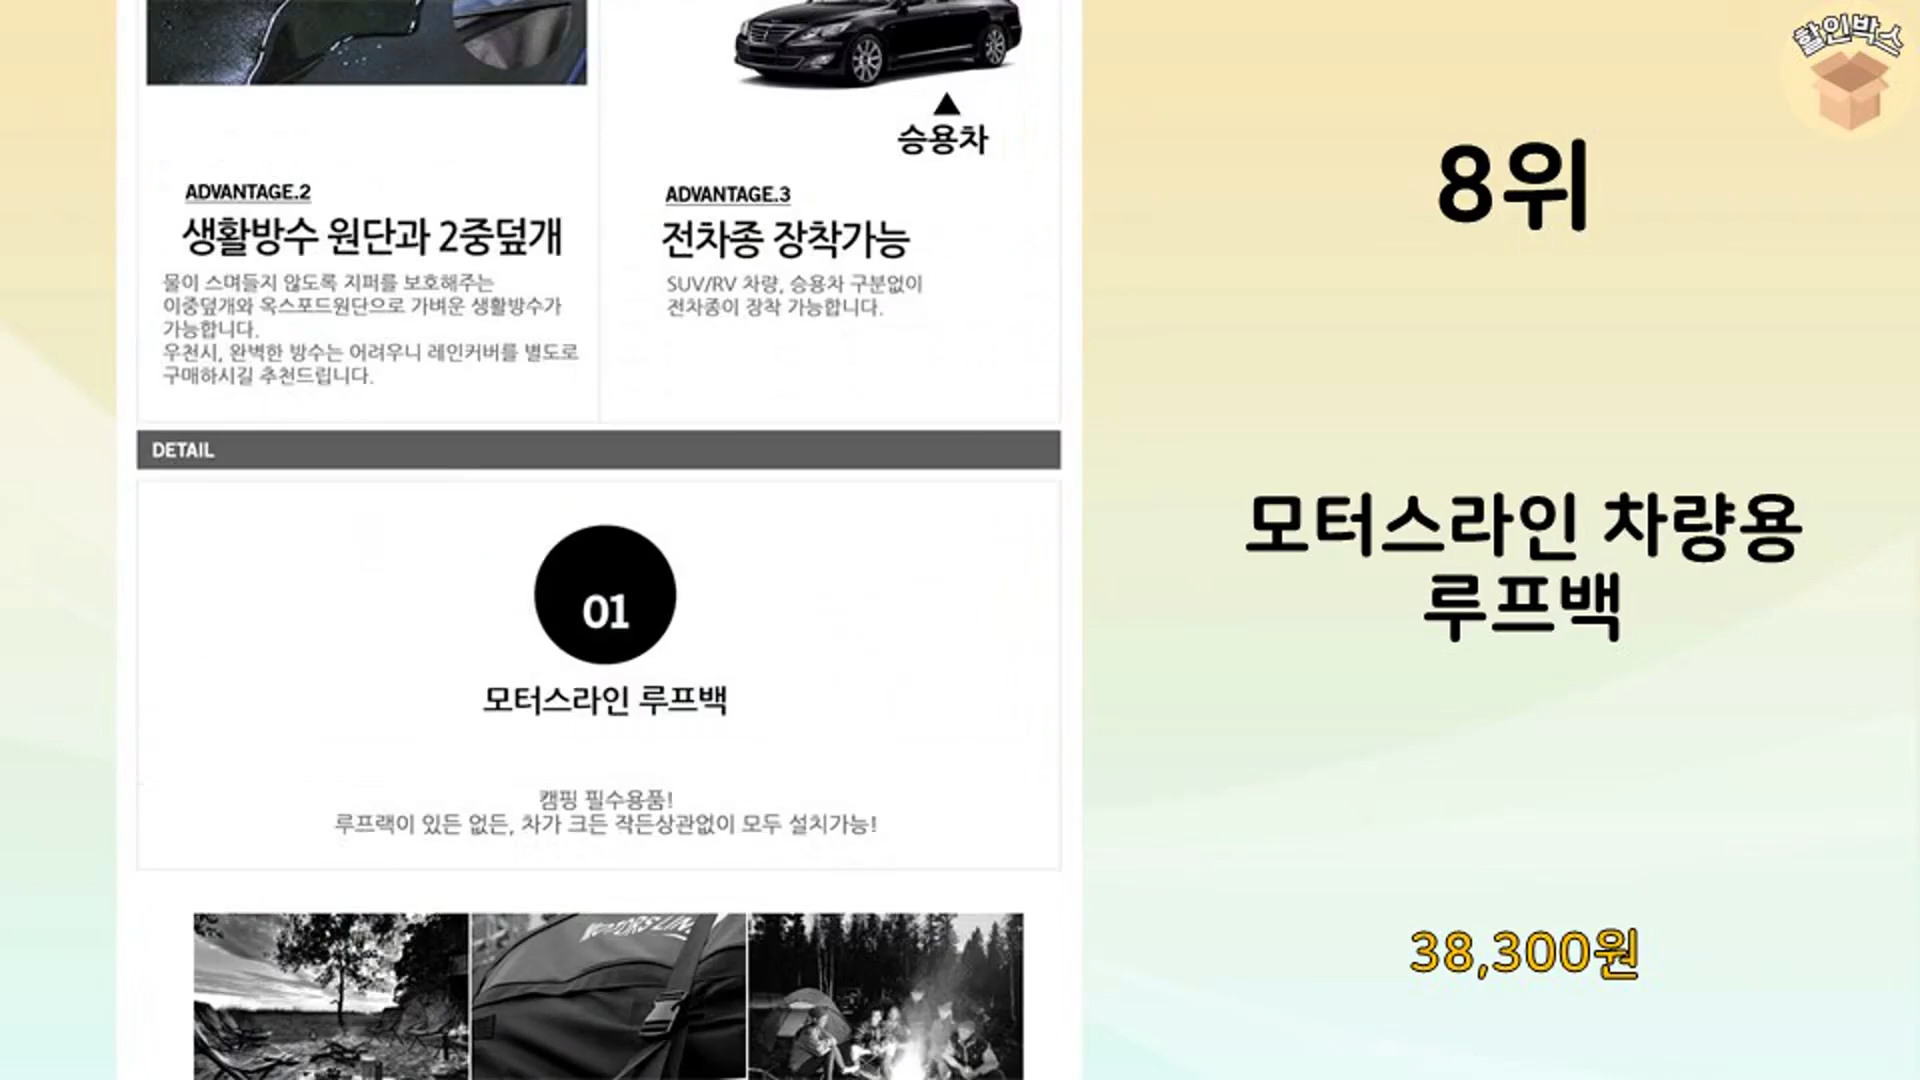 승용차
ADVANTAGE.2
생활방수 원단과 2중덮개
물이 스며들지 않도록 지퍼를 보호해주는
이중덮개와 옥스포드원단으로 가벼운 생활방수가
가능합니다.
우천시, 완벽한 방수는 어려우니 레인커버를 별도로
구매하시길 추천드립니다.
ADVANTAGE.3
전차종 장착가능
SUV/RV 차량, 승용차 구분없이
전차종이 장착 가능합니다.
DETAIL
01
모터스라인 루프백
캠핑 필수용품!
루프랙이 있든 없든, 차가 크든 작든상관없이 모두 설치가능!
MOTORS LINE
할인박스
8위
모터스라인 차량용
루프백
38,300원